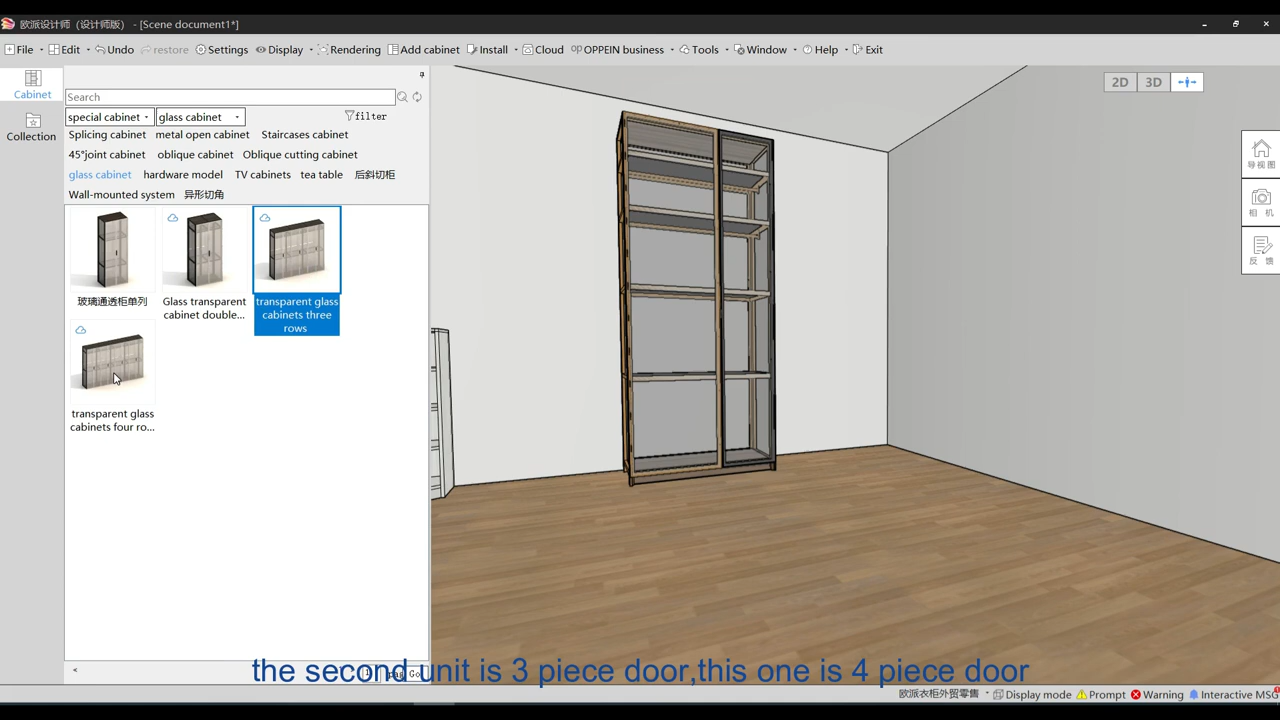 欧派设计师（设计师版） - [Scene document1*]
File Edit Undo restore Settings Display Rendering Add cabinet Install Cloud OPPEIN business Tools Window Help Exit
Cabinet
Collection
Search
special cabinet glass cabinet filter
Splicing cabinet metal open cabinet Staircases cabinet
45°joint cabinet oblique cabinet Oblique cutting cabinet
glass cabinet hardware model TV cabinets tea table 后斜切柜
Wall-mounted system 异形切角
玻璃通透柜单列
Glass transparent
cabinet double...
transparent glass
cabinets three
rows
transparent glass
cabinets four ro...
2D 3D
导视图
相 机
反 馈
the second unit is 3 piece door,this one is 4 piece door
欧派衣柜外贸零售 Display mode Prompt Warning Interactive MSG